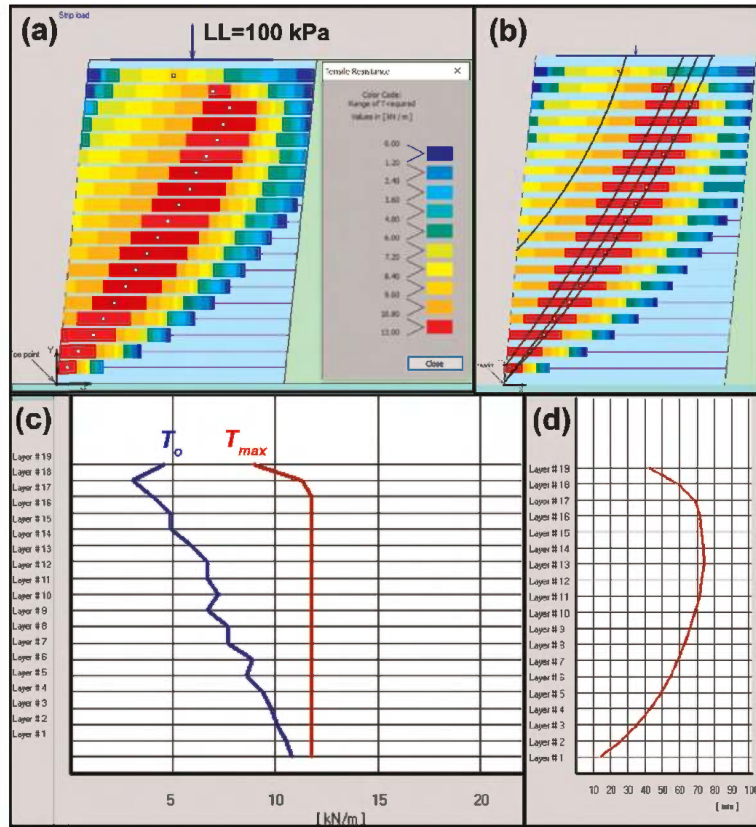 Strip load
(a)
LL=100 kPa
Tensile Resistance
Color Code:
Range of T-required
Values in [kN / m]
0.00
1.20
2.40
3.60
4.80
6.00
7.20
8.40
9.60
10.80
12.00
Close
Y
oe point
(b)
(c)
To
Tmax
Layer # 19
Layer # 18
Layer # 17
Layer # 16
Layer # 15
Layer # 14
Layer # 13
Layer # 12
Layer # 11
Layer # 10
Layer # 9
Layer # 8
Layer # 7
Layer # 6
Layer # 5
Layer # 4
Layer # 3
Layer # 2
Layer # 1
5
10
15
20
[ kN/m ]
(d)
Layer # 19
Layer # 18
Layer # 17
Layer # 16
Layer # 15
Layer # 14
Layer # 13
Layer # 12
Layer # 11
Layer # 10
Layer # 9
Layer # 8
Layer # 7
Layer # 6
Layer # 5
Layer # 4
Layer # 3
Layer # 2
Layer # 1
10 20 30 40 50 60 70 80 90 100
[ mm ]